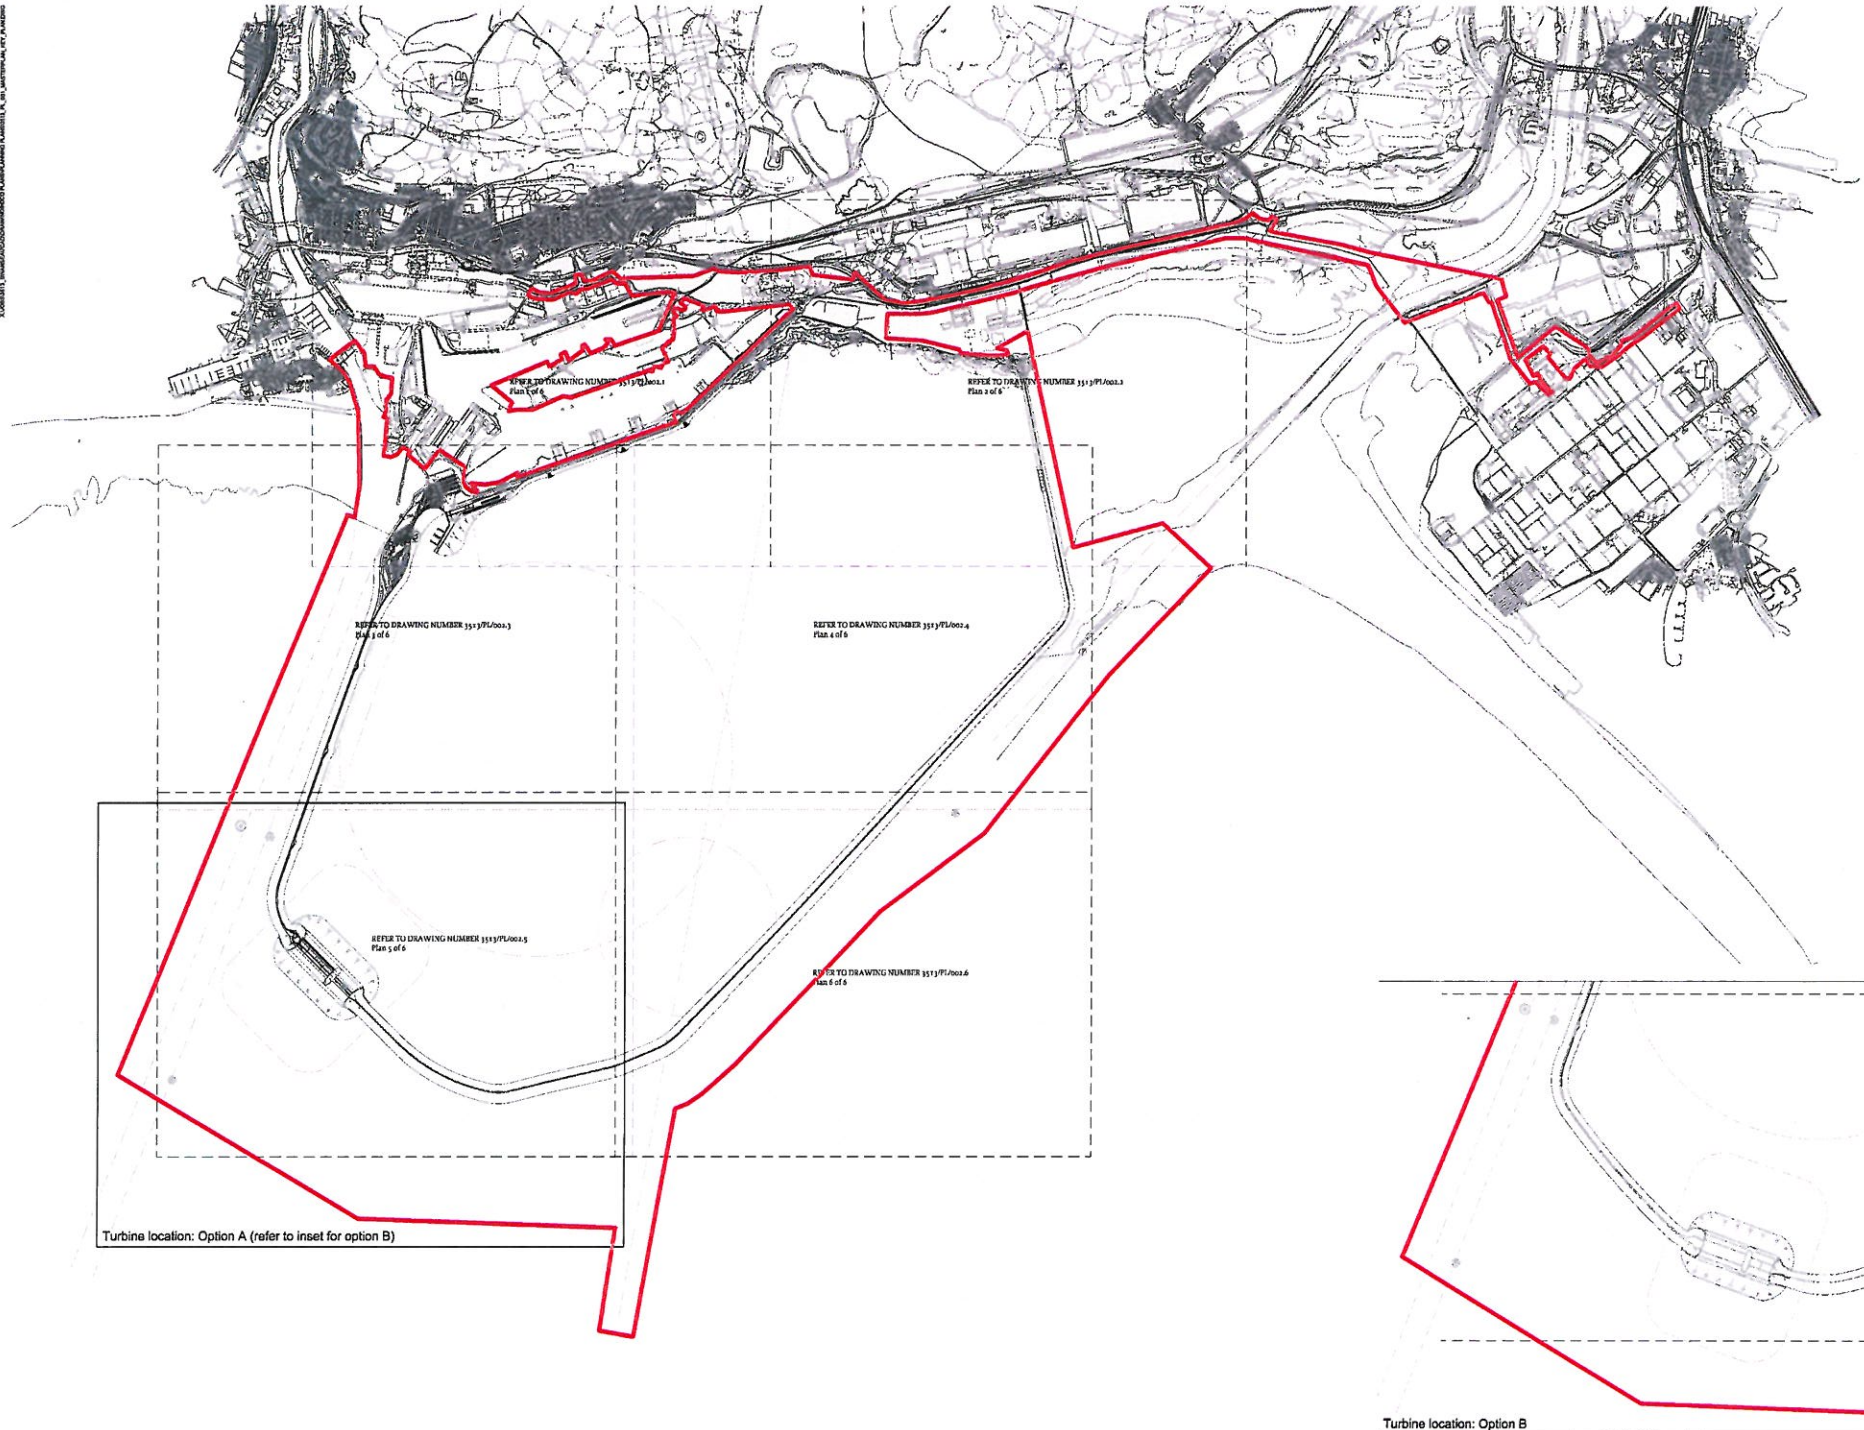 REFER TO DRAWING NUMBER 3513/PL/002.1
Plan 1 of 6
REFER TO DRAWING NUMBER 3513/PL/002.2
Plan 2 of 6
REFER TO DRAWING NUMBER 3513/PL/002.3
Plan 3 of 6
REFER TO DRAWING NUMBER 3513/PL/002.4
Plan 4 of 6
REFER TO DRAWING NUMBER 3513/PL/002.5
Plan 5 of 6
REFER TO DRAWING NUMBER 3513/PL/002.6
Plan 6 of 6
Turbine location: Option A (refer to inset for option B)
Turbine location: Option B